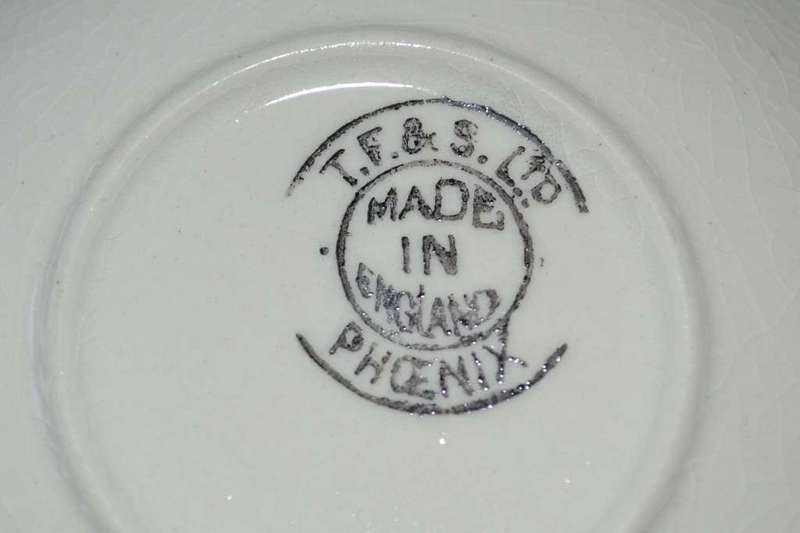 T.F.& S. LTD
MADE
IN
ENGLAND
PHŒNIX